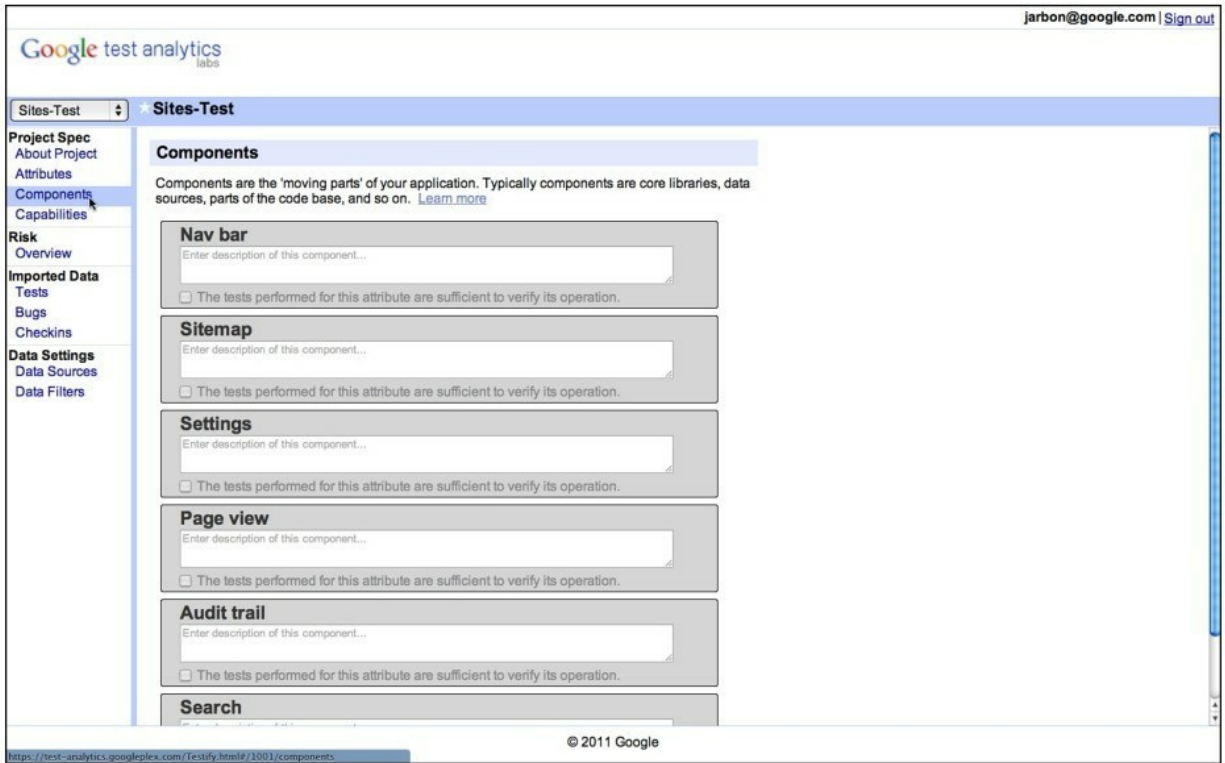 jarbon@google.com | Sign out
Google test analytics
labs
Sites-Test
Sites-Test
Project Spec
About Project
Attributes
Components
Capabilities
Risk
Overview
Imported Data
Tests
Bugs
Checkins
Data Settings
Data Sources
Data Filters
Components
Components are the 'moving parts' of your application. Typically components are core libraries, data
sources, parts of the code base, and so on. Learn more
Nav bar
Enter description of this component...
The tests performed for this attribute are sufficient to verify its operation.
Sitemap
Enter description of this component...
The tests performed for this attribute are sufficient to verify its operation.
Settings
Enter description of this component...
The tests performed for this attribute are sufficient to verify its operation.
Page view
Enter description of this component...
The tests performed for this attribute are sufficient to verify its operation.
Audit trail
Enter description of this component...
The tests performed for this attribute are sufficient to verify its operation.
Search
© 2011 Google
https://test-analytics.googleplex.com/Testify.html#/1001/components